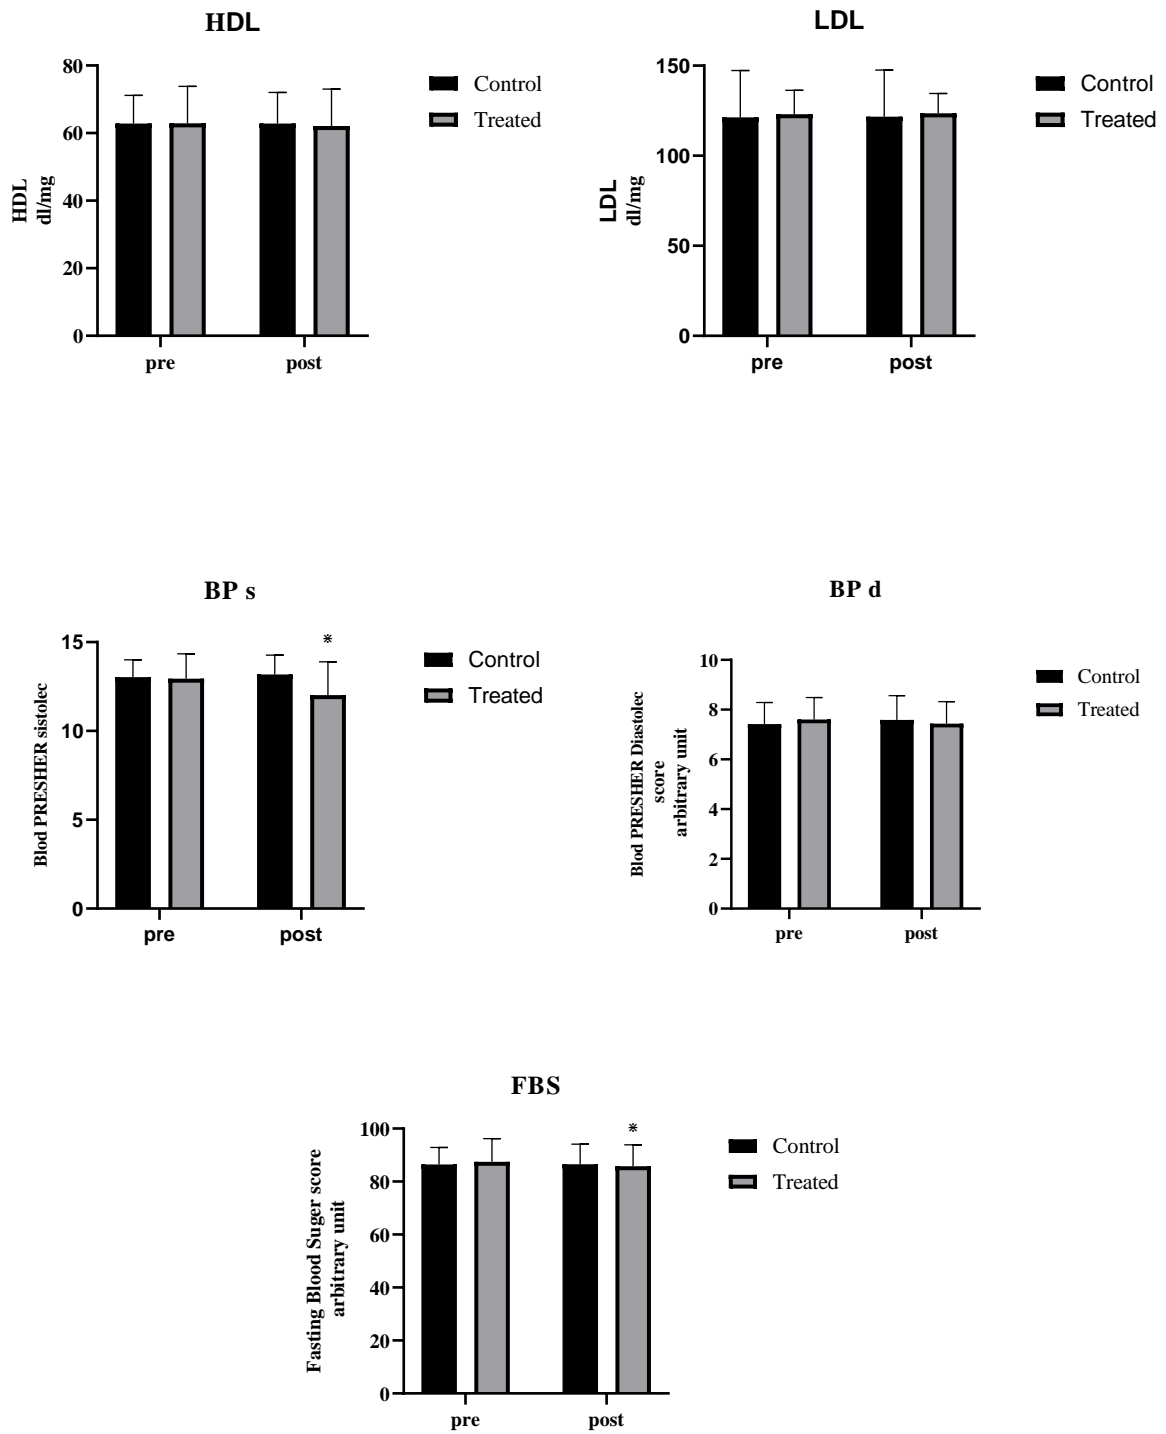 HDL
80
60
40
20
0
HDL
dl/mg
pre
post
Control
Treated
LDL
150
100
50
0
LDL
dl/mg
pre
post
Control
Treated
BP s
15
10
5
0
Blod PRESHER sistolec
*
pre
post
Control
Treated
BP d
10
8
6
4
2
0
Blod PRESHER Diastolec
score
arbitrary unit
pre
post
Control
Treated
FBS
100
80
60
40
20
0
Fasting Blood Suger score
arbitrary unit
*
pre
post
Control
Treated